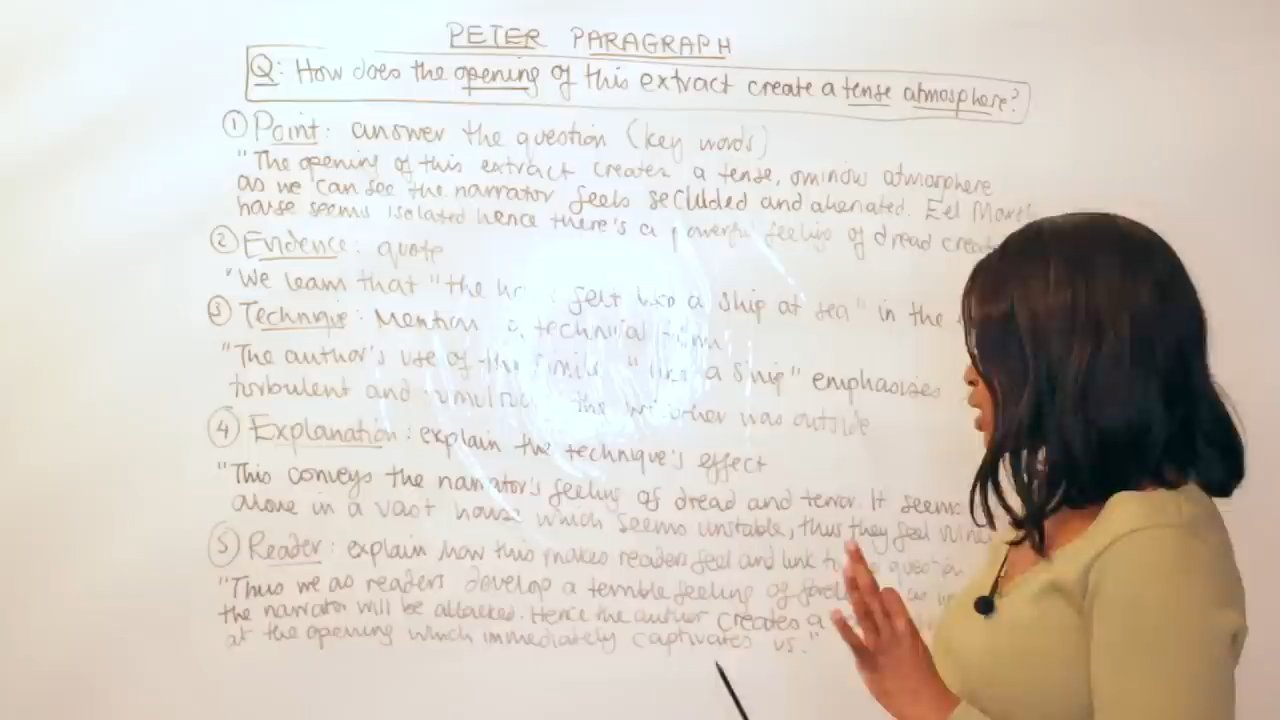 PETER PARAGRAPH
Q: How does the opening of this extract create a tense atmosphere?
① Point: answer the question (key words)
"The opening of this extract creates a tense, ominous atmosphere
as we can see the narrator feels secluded and alienated. Eel
house seems isolated hence there's a powerful feeling of dread
② Evidence: quote
"We learn that "the felt like a ship at sea" in the
③ Technique: Mention a technical
"The author's use of the simile "like a ship" emphasises
turbulent and the weather was outside
④ Explanation: explain the technique's effect
"This conveys the narrator's feeling of dread and terror. It seems
alone in a vast house which seems unstable, thus they feel
⑤ Reader: explain how this makes readers feel and link question
"Thus we as readers develop a terrible feeling of
the narrator will be attacked. Hence the author creates a
at the opening which immediately captivates us."